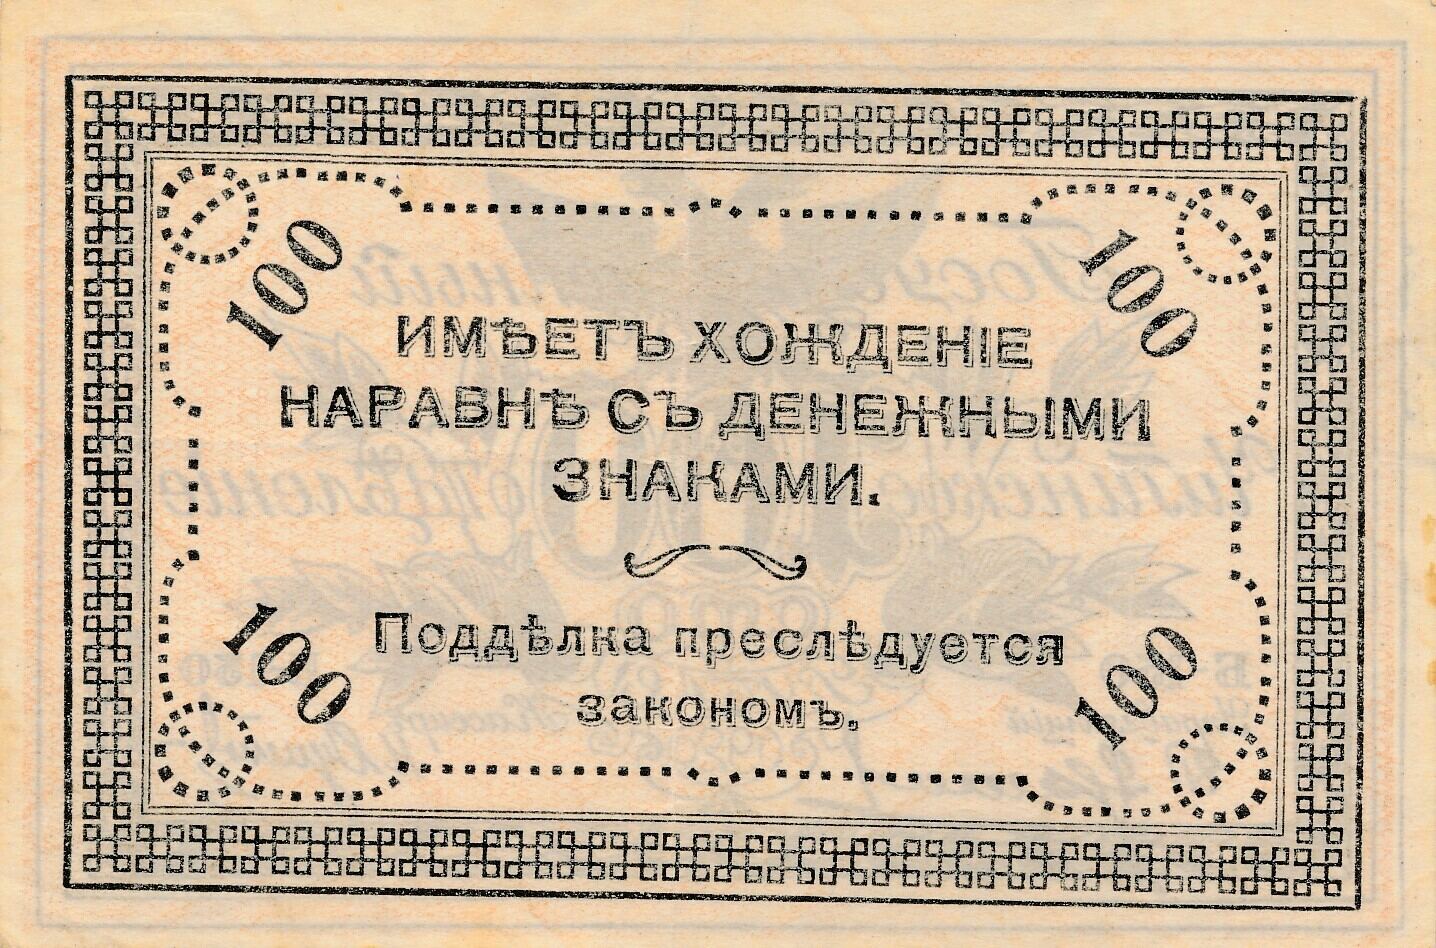 100 100
ИМѢЕТЪ ХОЖДЕНІЕ
НАРАВНѢ СЪ ДЕНЕЖНЫМИ
ЗНАКАМИ.
Поддѣлка преслѣдуется
закономъ.
100 100